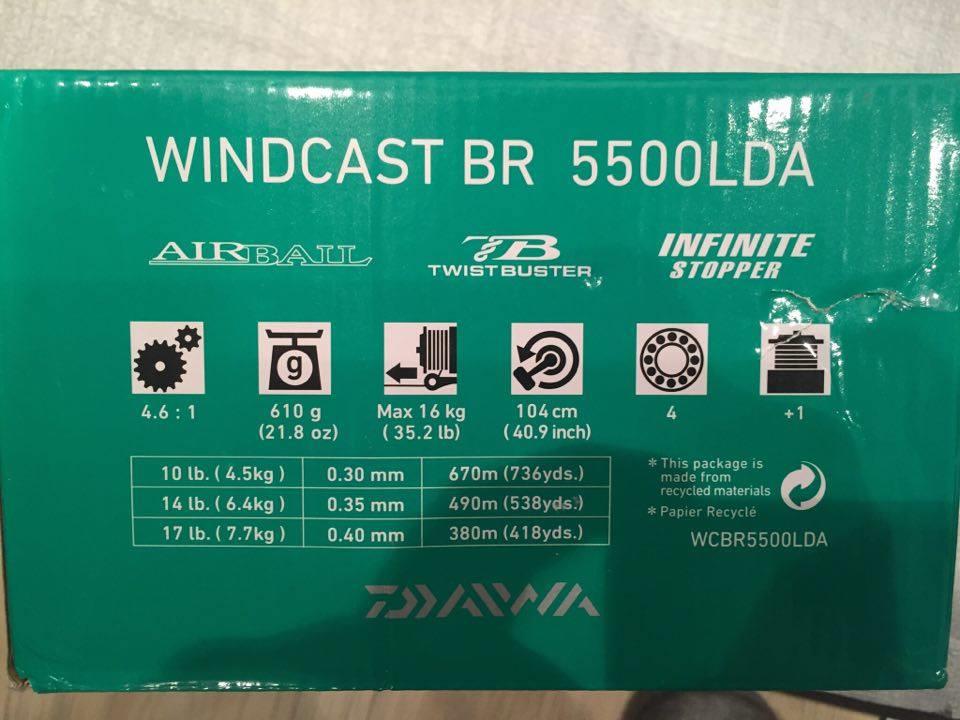 WINDCAST BR 5500LDA
AIRBAIL
TB
TWISTBUSTER
INFINITE
STOPPER
g
4.6 : 1
610 g
(21.8 oz)
Max 16 kg
( 35.2 lb)
104 cm
( 40.9 inch)
4
+1
10 lb. ( 4.5kg ) 0.30 mm 670m (736yds.)
14 lb. ( 6.4kg ) 0.35 mm 490m (538yds.)
17 lb. ( 7.7kg ) 0.40 mm 380m (418yds.)
* This package is
made from
recycled materials
* Papier Recyclé
WCBR5500LDA
DAIWA